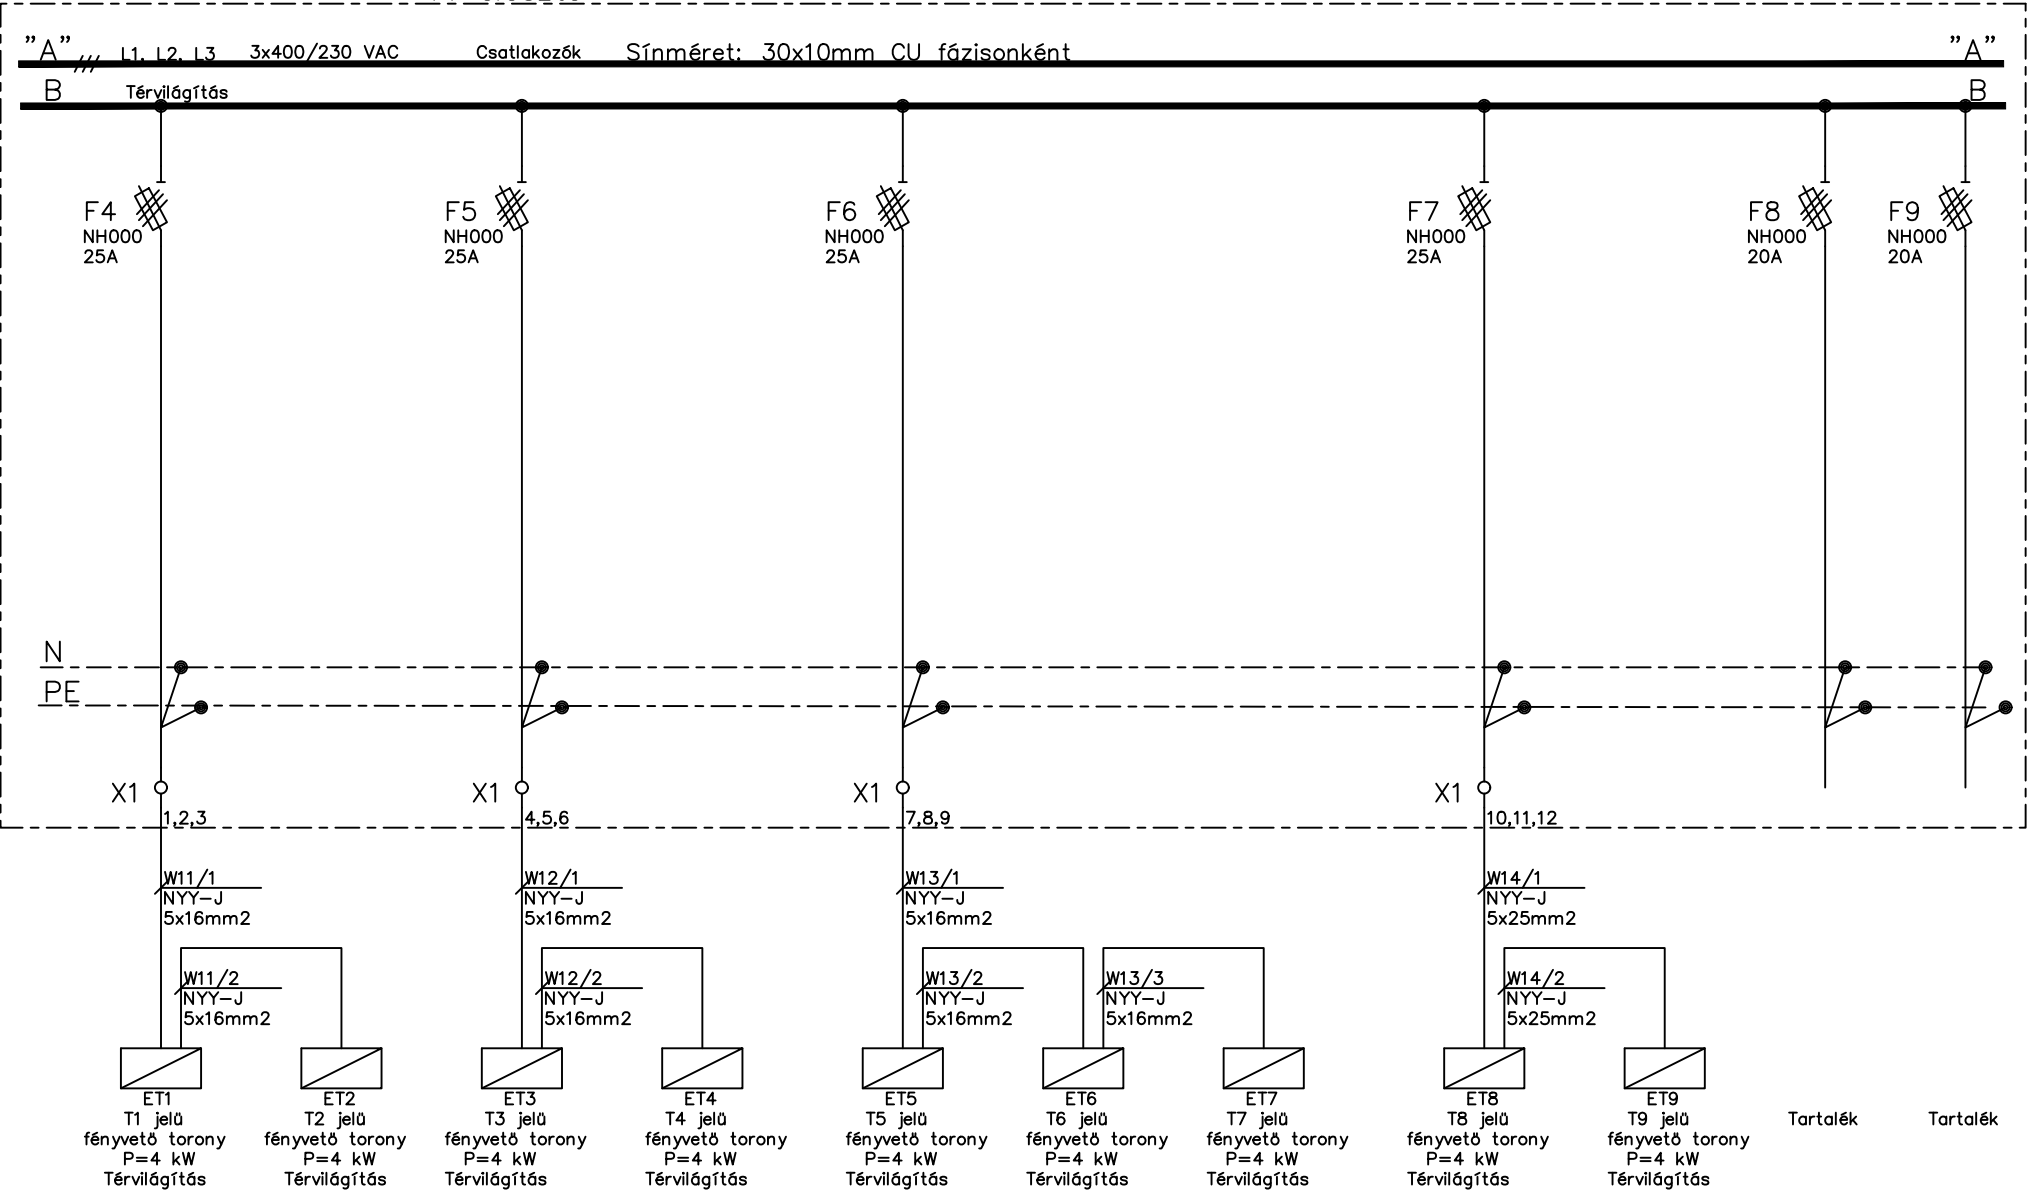 "A" L1, L2, L3 3x400/230 VAC Csatlakozók Sínméret: 30x10mm CU fázisonként "A"
B Térvilágítás B
F4 F5 F6 F7 F8 F9
NH000 NH000 NH000 NH000 NH000 NH000
25A 25A 25A 25A 20A 20A
N
PE
X1 X1 X1 X1
1,2,3 4,5,6 7,8,9 10,11,12
W11/1 W12/1 W13/1 W14/1
NYY-J NYY-J NYY-J NYY-J
5x16mm2 5x16mm2 5x16mm2 5x25mm2
W11/2 W12/2 W13/2 W13/3 W14/2
NYY-J NYY-J NYY-J NYY-J NYY-J
5x16mm2 5x16mm2 5x16mm2 5x16mm2 5x25mm2
ET1 ET2 ET3 ET4 ET5 ET6 ET7 ET8 ET9
T1 jelü T2 jelü T3 jelü T4 jelü T5 jelü T6 jelü T7 jelü T8 jelü T9 jelü Tartalék Tartalék
fényvetö torony fényvetö torony fényvetö torony fényvetö torony fényvetö torony fényvetö torony fényvetö torony fényvetö torony fényvetö torony
P=4 kW P=4 kW P=4 kW P=4 kW P=4 kW P=4 kW P=4 kW P=4 kW P=4 kW
Térvilágítás Térvilágítás Térvilágítás Térvilágítás Térvilágítás Térvilágítás Térvilágítás Térvilágítás Térvilágítás